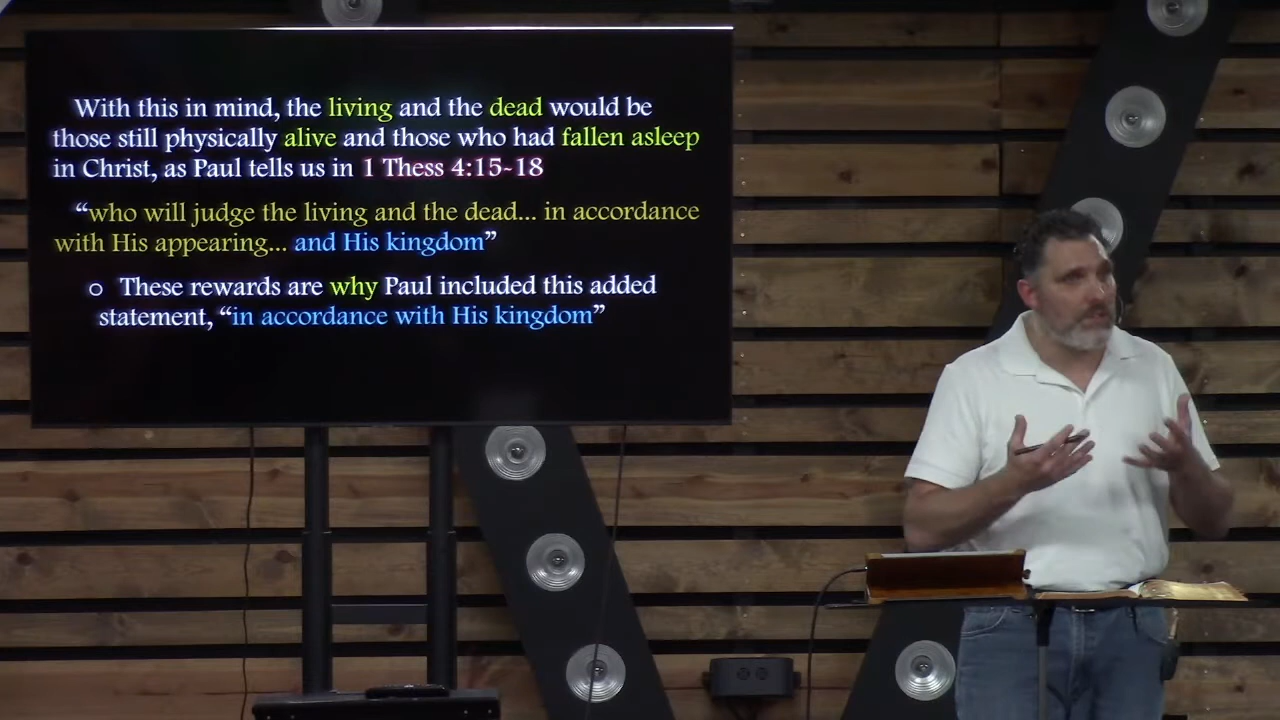 With this in mind, the living and the dead would be
those still physically alive and those who had fallen asleep
in Christ, as Paul tells us in 1 Thess 4:15-18
“who will judge the living and the dead... in accordance
with His appearing... and His kingdom”
o These rewards are why Paul included this added
statement, “in accordance with His kingdom”